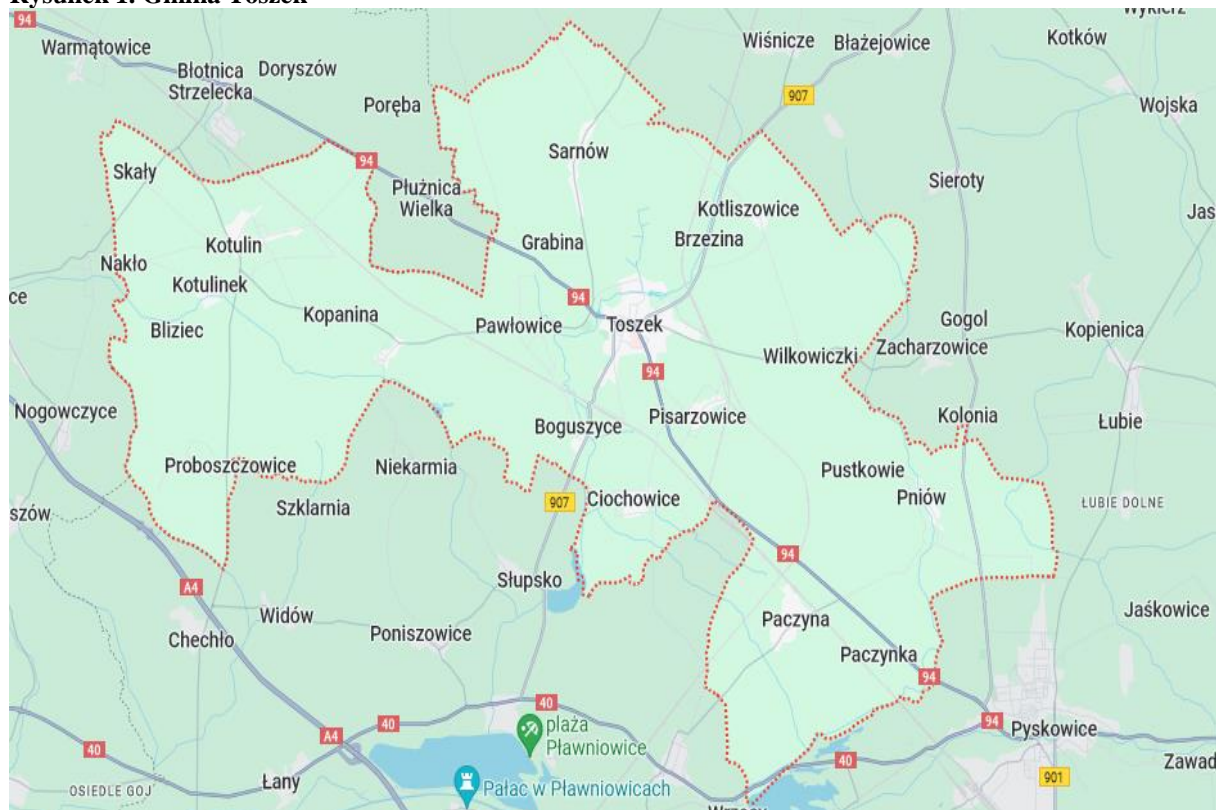 Rysunek 1. Gmina Toszek
94
Wykierz
Warmątowice
Błotnica
Strzelecka
Doryszów
Poręba
Wiśnicze
Błażejowice
Kotków
907
Wojska
94
Sarnów
Skały
Płużnica
Wielka
Sieroty
Kotliszowice
Jas
Kotulin
Grabina
Brzezina
Nakło
Kotulinek
ce
94
Kopanina
Bliziec
Pawłowice
Toszek
Gogol
Kopienica
Wilkowiczki
Zacharzowice
94
Nogowczyce
Pisarzowice
Kolonia
Łubie
Boguszyce
Proboszczowice
Niekarmia
Pustkowie
Pniów
Szklarnia
907
Ciochowice
ŁUBIE DOLNE
szów
94
Słupsko
A4
Widów
Chechło
Poniszowice
Paczyna
Jaśkowice
Paczynka
94
40
40
A4
40
plaża
Pławniowice
94
Pyskowice
Zawad
Łany
OSIEDLE GOJ
Pałac w Pławniowicach
901